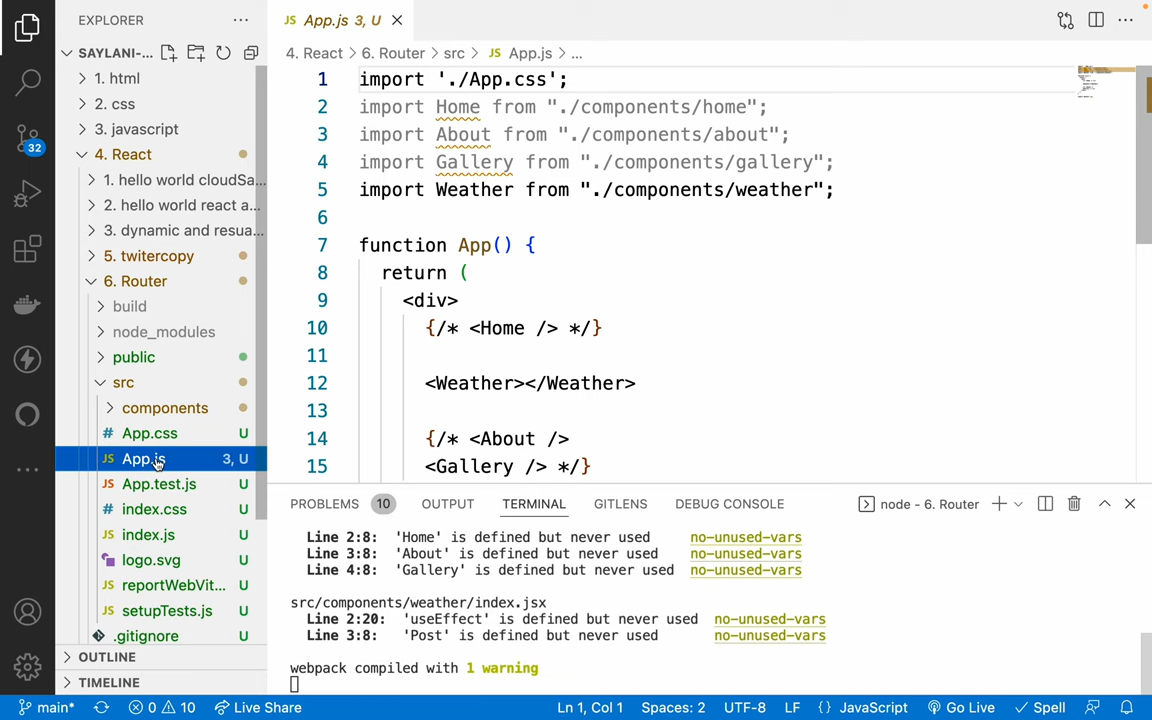 EXPLORER
SAYLANI-...
1. html
2. css
3. javascript
4. React
1. hello world cloudSa...
2. hello world react a...
3. dynamic and resua...
5. twitercopy
6. Router
build
node_modules
public
src
components
# App.css U
JS App.js 3, U
JS App.test.js U
# index.css U
JS index.js U
logo.svg U
JS reportWebVit... U
JS setupTests.js U
.gitignore U
OUTLINE
TIMELINE
32
JS App.js 3, U
4. React > 6. Router > src > JS App.js > ...
1 import './App.css';
2 import Home from "./components/home";
3 import About from "./components/about";
4 import Gallery from "./components/gallery";
5 import Weather from "./components/weather";
6
7 function App() {
8 return (
9 <div>
10 {/* <Home /> */}
11
12 <Weather></Weather>
13
14 {/* <About />
15 <Gallery /> */}
PROBLEMS 10 OUTPUT TERMINAL GITLENS DEBUG CONSOLE node - 6. Router
Line 2:8: 'Home' is defined but never used no-unused-vars
Line 3:8: 'About' is defined but never used no-unused-vars
Line 4:8: 'Gallery' is defined but never used no-unused-vars
src/components/weather/index.jsx
Line 2:20: 'useEffect' is defined but never used no-unused-vars
Line 3:8: 'Post' is defined but never used no-unused-vars
webpack compiled with 1 warning
main* 0 10 Live Share Ln 1, Col 1 Spaces: 2 UTF-8 LF {} JavaScript Go Live Spell